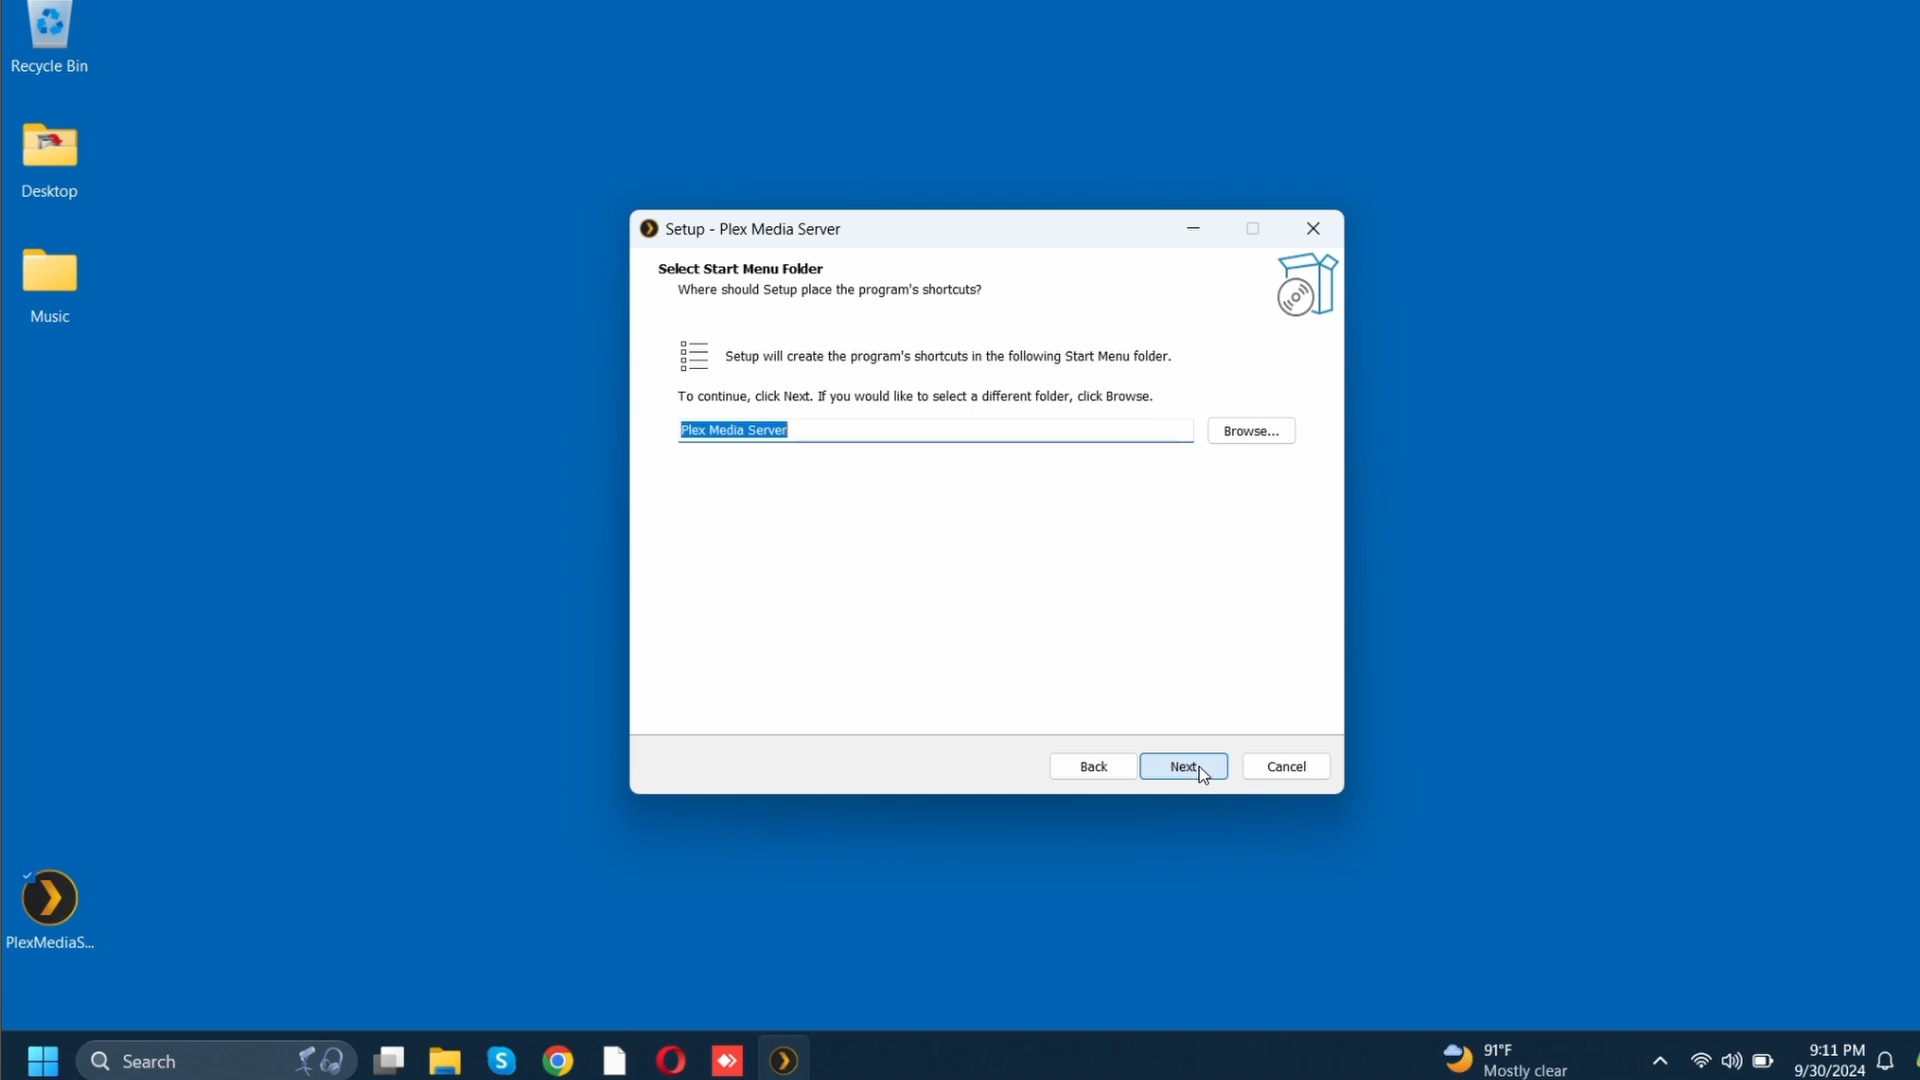 Recycle Bin
Desktop
Music
Setup - Plex Media Server
Select Start Menu Folder
Where should Setup place the program's shortcuts?
Setup will create the program's shortcuts in the following Start Menu folder.
To continue, click Next. If you would like to select a different folder, click Browse.
Plex Media Server
Browse...
Back
Next
Cancel
PlexMediaS...
Search
91°F
Mostly clear
9:11 PM
9/30/2024